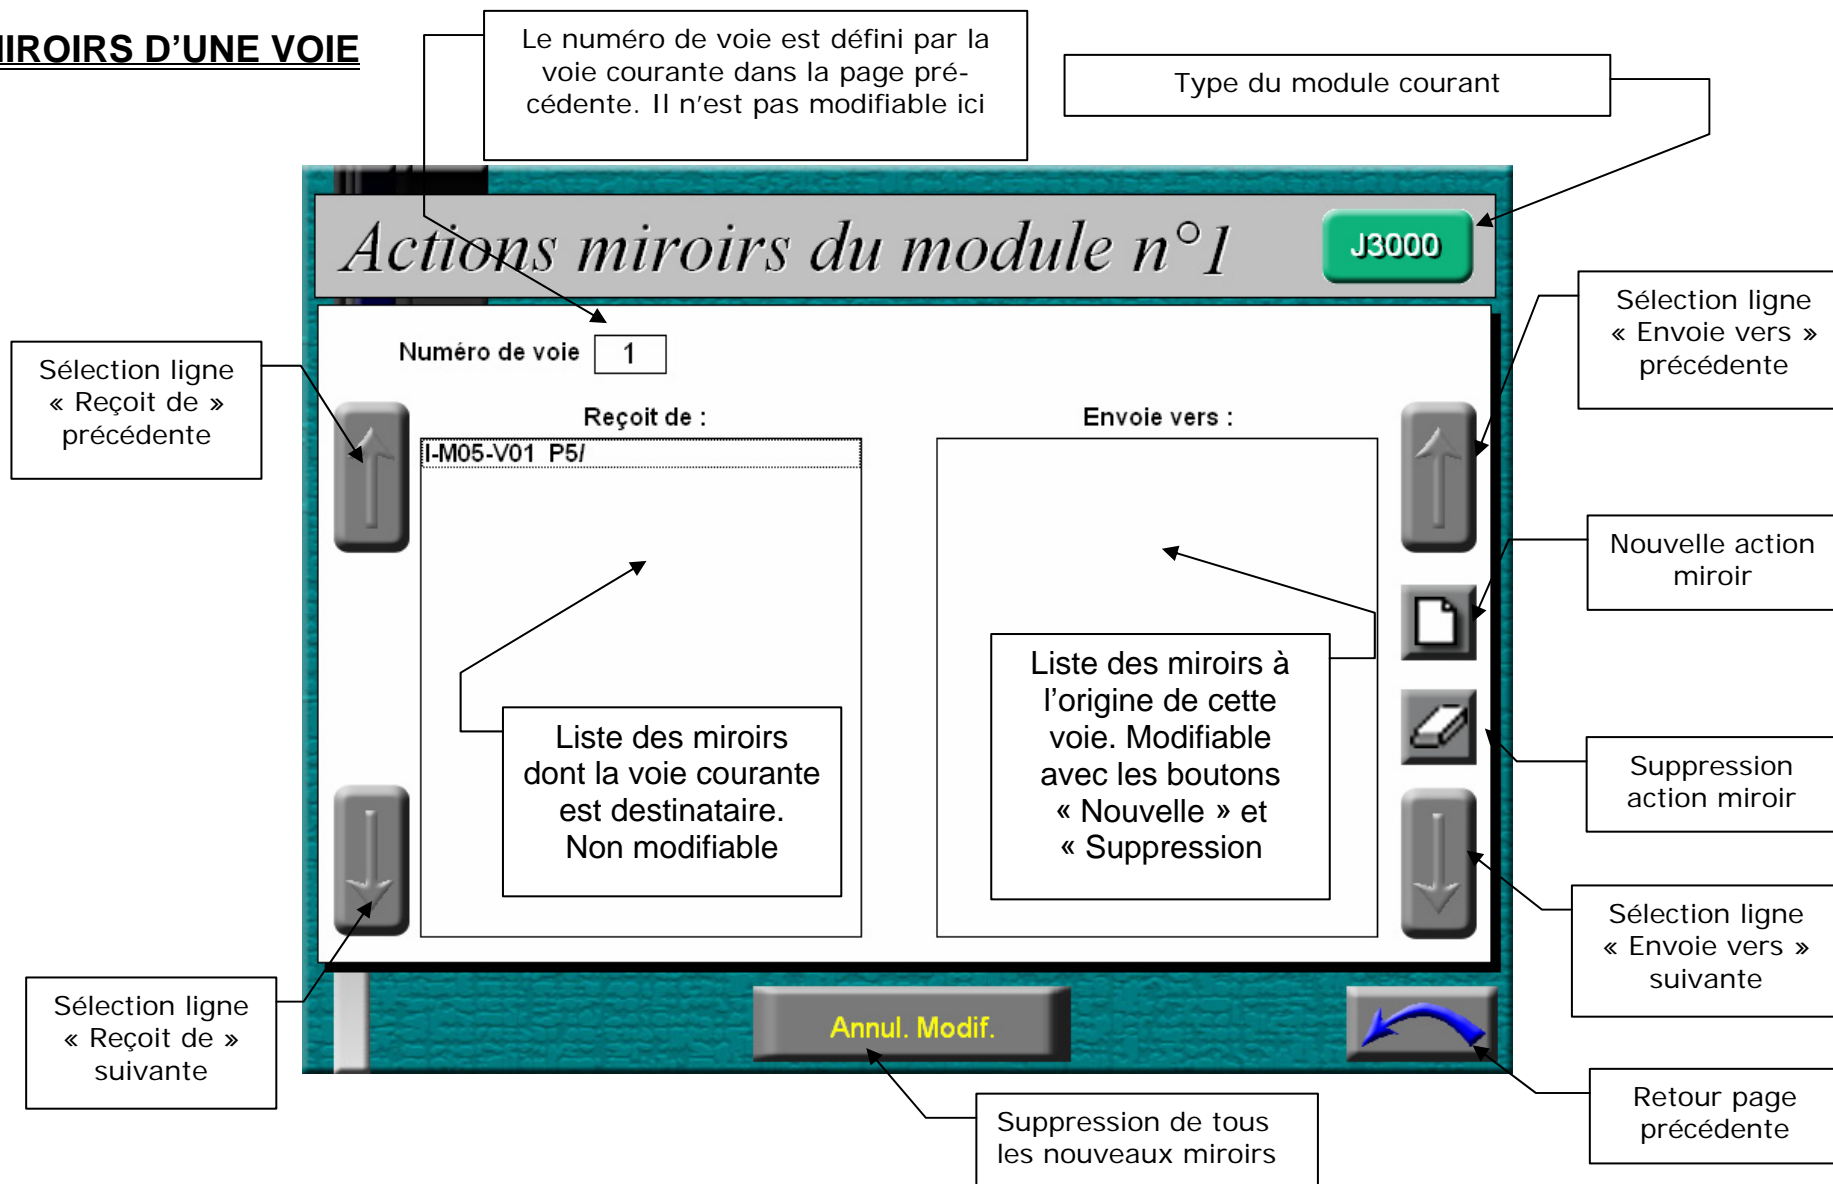 MIROIRS D'UNE VOIE
Le numéro de voie est défini par la
voie courante dans la page pré-
cédente. Il n'est pas modifiable ici
Type du module courant
Actions miroirs du module n°1
J3000
Sélection ligne
« Envoie vers »
précédente
Numéro de voie 1
Sélection ligne
« Reçoit de »
précédente
Reçoit de :
Envoie vers :
I-M05-V01 P5/
Nouvelle action
miroir
Liste des miroirs à
l'origine de cette
voie. Modifiable
avec les boutons
« Nouvelle » et
« Suppression
Liste des miroirs
dont la voie courante
est destinataire.
Non modifiable
Suppression
action miroir
Sélection ligne
« Envoie vers »
suivante
Sélection ligne
« Reçoit de »
suivante
Annul. Modif.
Retour page
précédente
Suppression de tous
les nouveaux miroirs